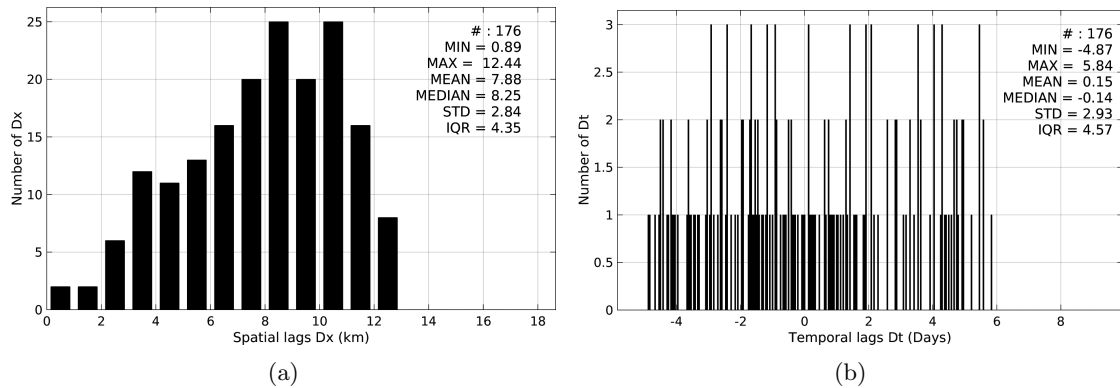 25
20
15
10
5
0
Number of Dx
# : 176
MIN = 0.89
MAX = 12.44
MEAN = 7.88
MEDIAN = 8.25
STD = 2.84
IQR = 4.35
0 2 4 6 8 10 12 14 16 18
Spatial lags Dx (km)
(a)
3
2.5
2
1.5
1
0.5
0
Number of Dt
# : 176
MIN = -4.87
MAX = 5.84
MEAN = 0.15
MEDIAN = -0.14
STD = 2.93
IQR = 4.57
-4 -2 0 2 4 6 8
Temporal lags Dt (Days)
(b)